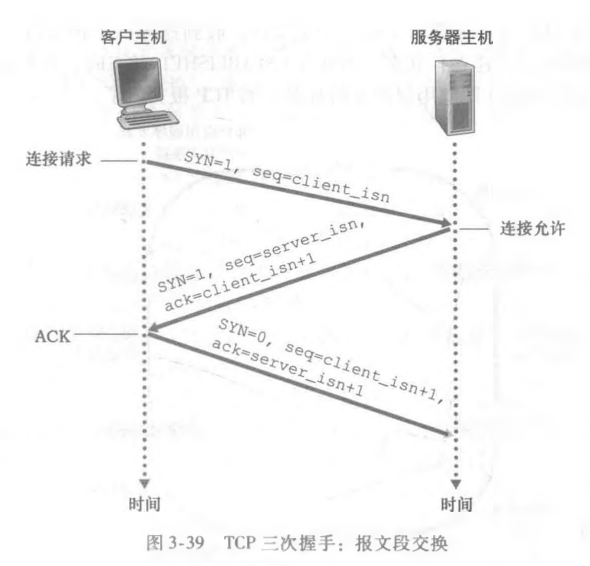 客户主机
服务器主机
连接请求
SYN=1, seq=client_isn
连接允许
SYN=1, seq=server_isn,
ack=client_isn+1
ACK
SYN=0, seq=client_isn+1,
ack=server_isn+1
时间
时间
图 3-39 TCP 三次握手：报文段交换